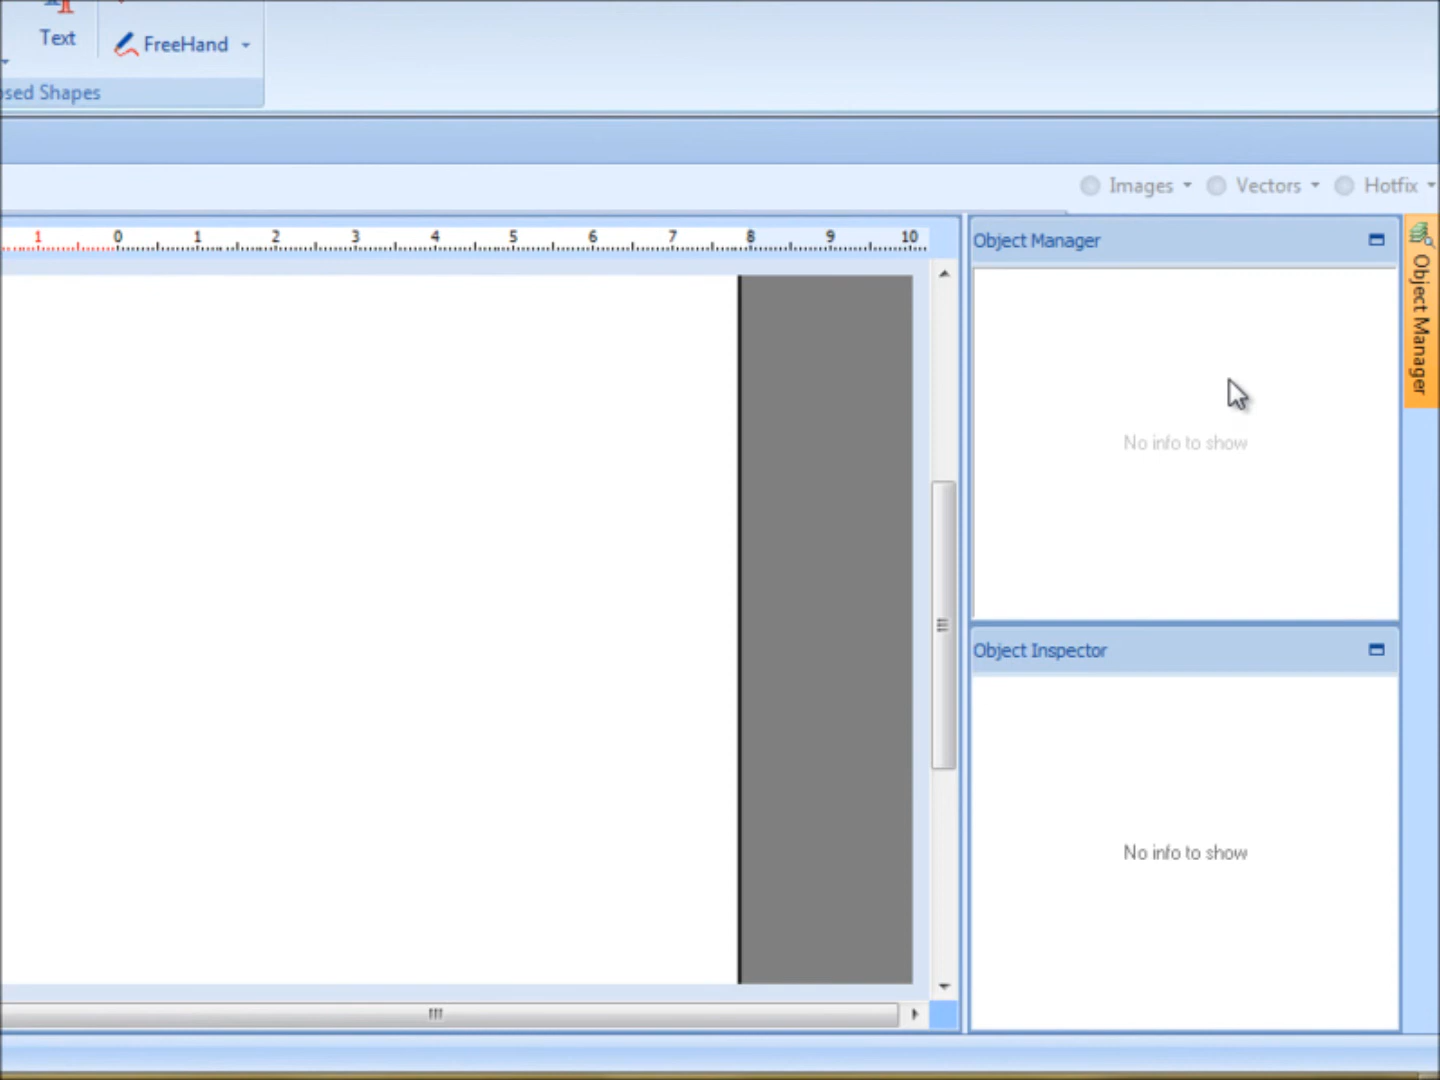 Text
FreeHand
osed Shapes
Images
Vectors
Hotfix
1 0 1 2 3 4 5 6 7 8 9 10
Object Manager
Object Manager
No info to show
Object Inspector
No info to show